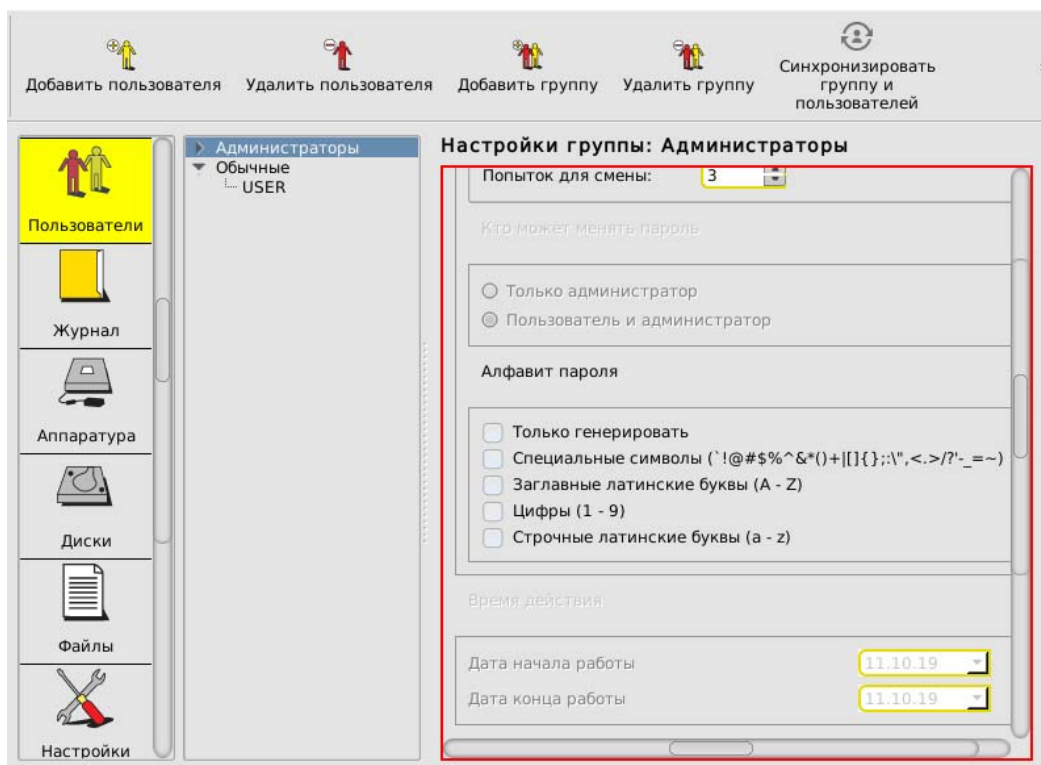 Добавить пользователя
Удалить пользователя
Добавить группу
Удалить группу
Синхронизировать
группу и
пользователей
Пользователи
Журнал
Аппаратура
Диски
Файлы
Настройки
Администраторы
Обычные
USER
Настройки группы: Администраторы
Попыток для смены: 3
Кто может менять пароль
Только администратор
Пользователь и администратор
Алфавит пароля
Только генерировать
Специальные символы (`!@#$%^&*()+|[]{};:\",<.>/?'-_=~)
Заглавные латинские буквы (A - Z)
Цифры (1 - 9)
Строчные латинские буквы (a - z)
Время действия
Дата начала работы 11.10.19
Дата конца работы 11.10.19